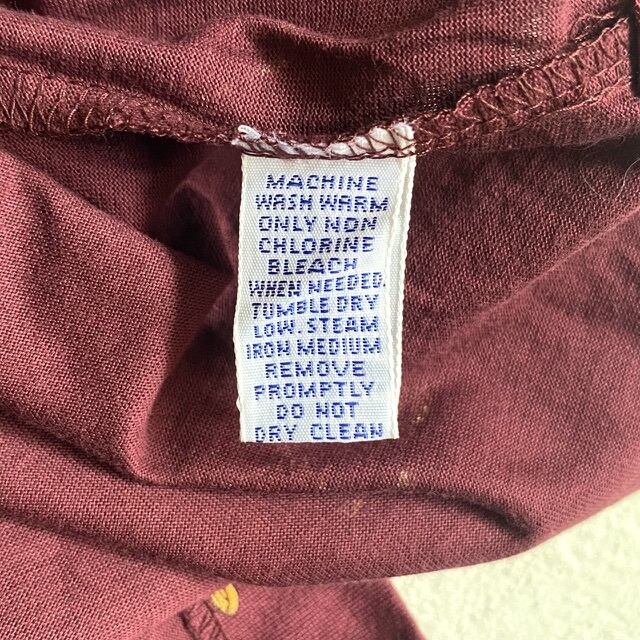 MACHINE
WASH WARM
ONLY NON
CHLORINE
BLEACH
WHEN NEEDED.
TUMBLE DRY
LOW. STEAM
IRON MEDIUM
REMOVE
PROMPTLY
DO NOT
DRY CLEAN